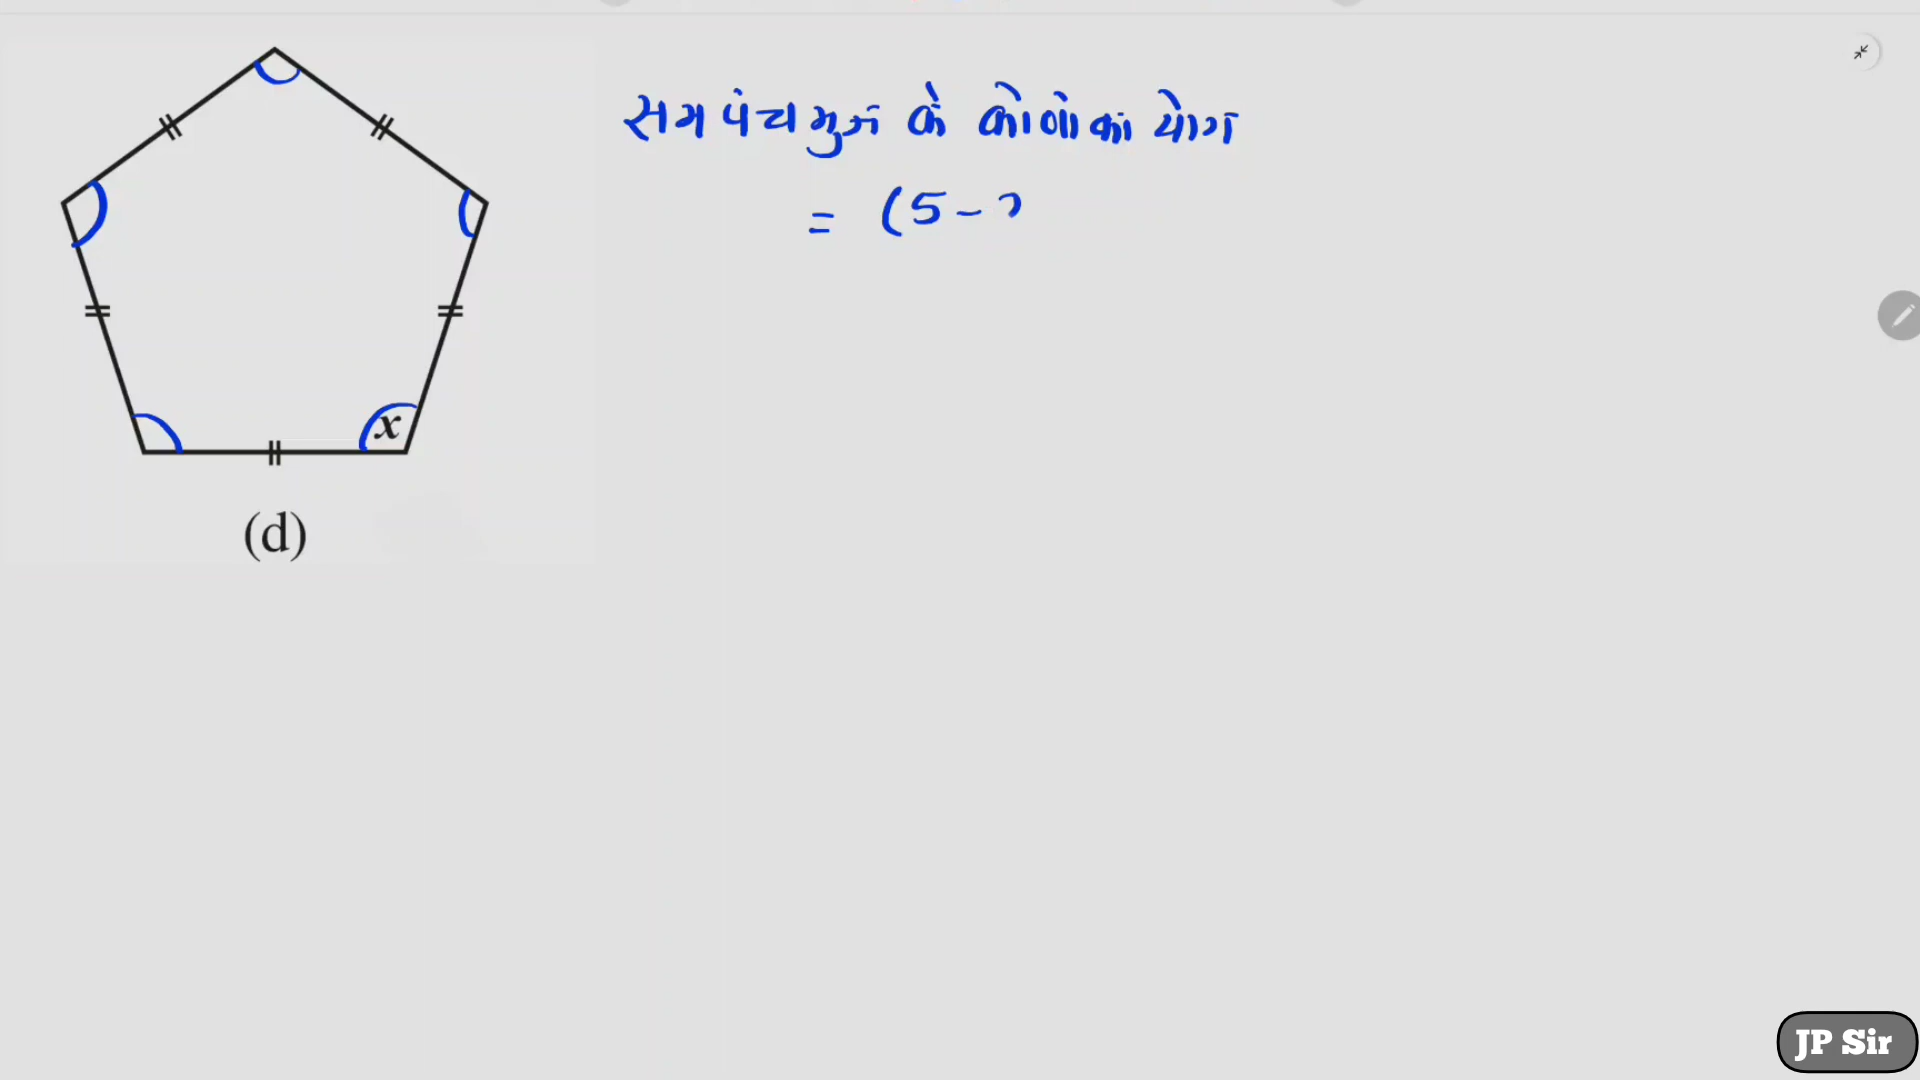 सम पंचभुज के कोणों का योग
= (5 - 2
x
(d)
JP Sir